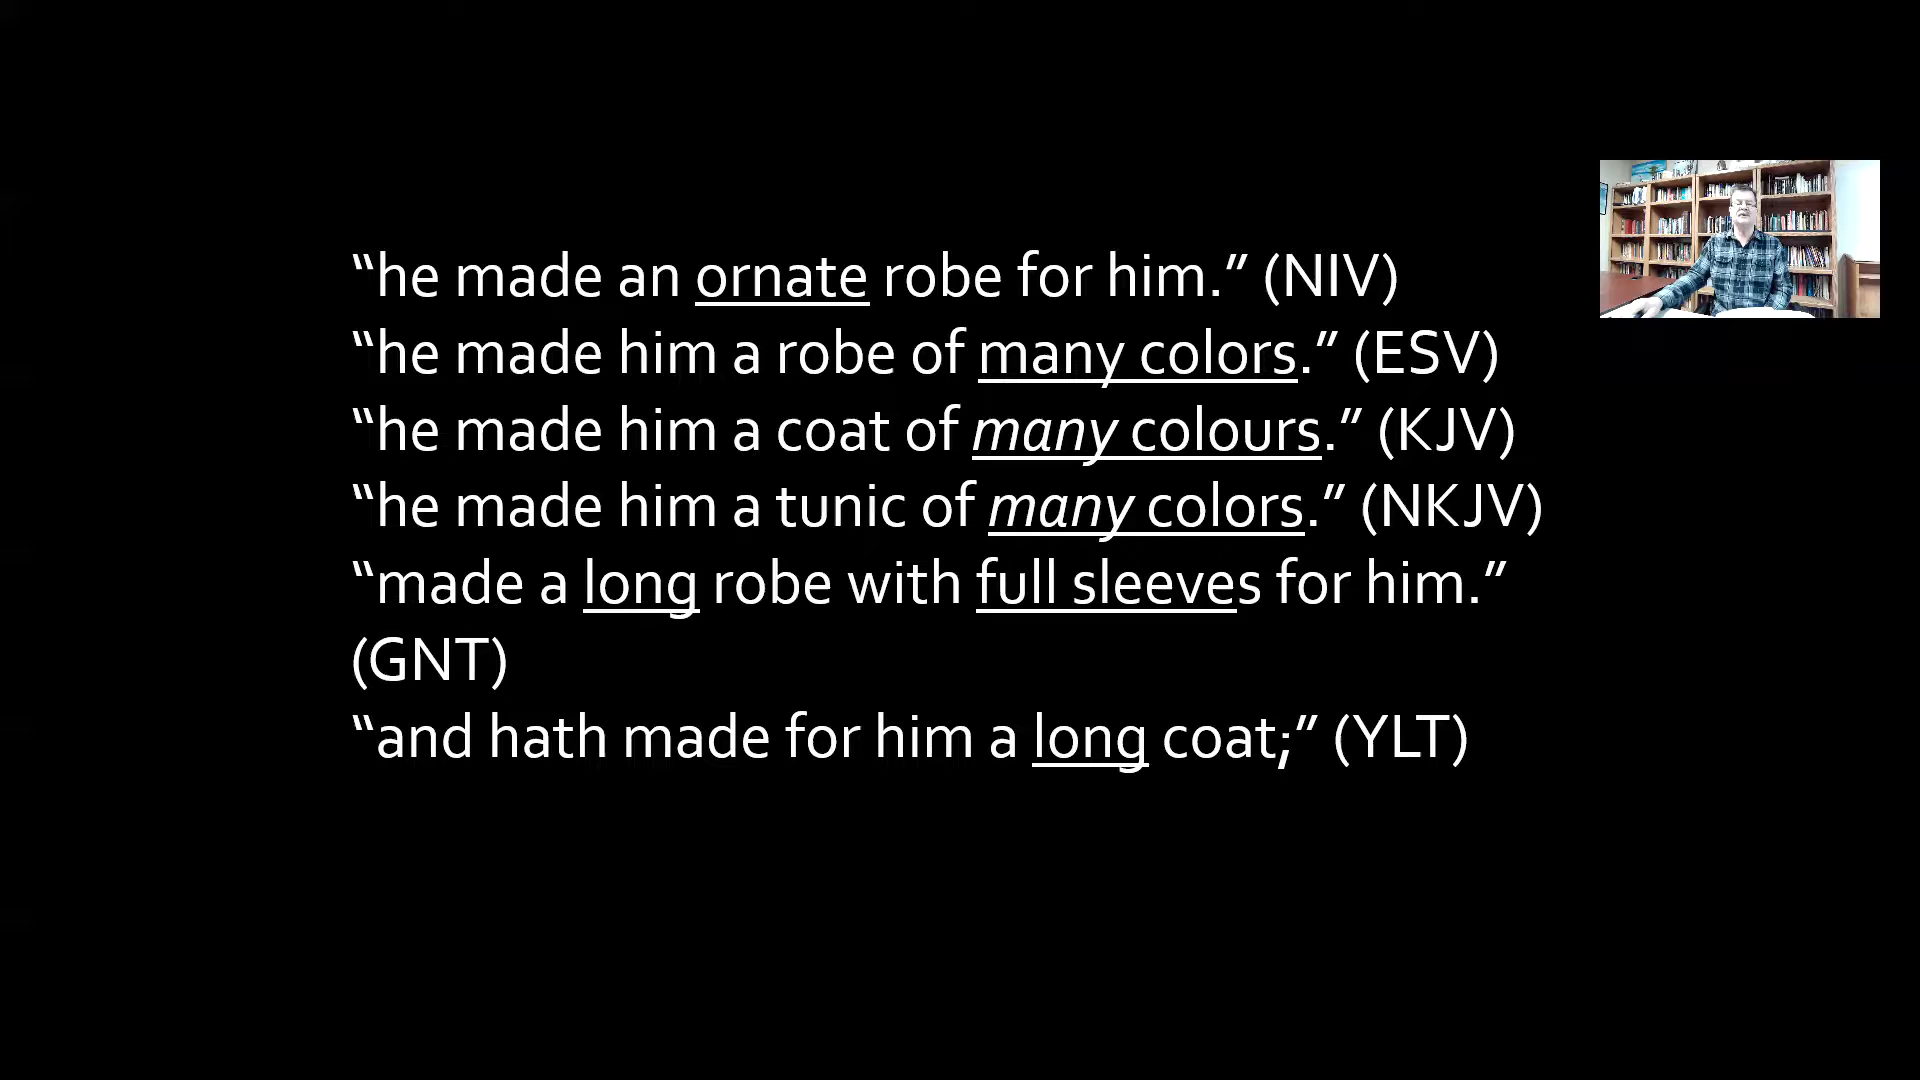 “he made an ornate robe for him.” (NIV)
“he made him a robe of many colors.” (ESV)
“he made him a coat of many colours.” (KJV)
“he made him a tunic of many colors.” (NKJV)
“made a long robe with full sleeves for him.”
(GNT)
“and hath made for him a long coat;” (YLT)